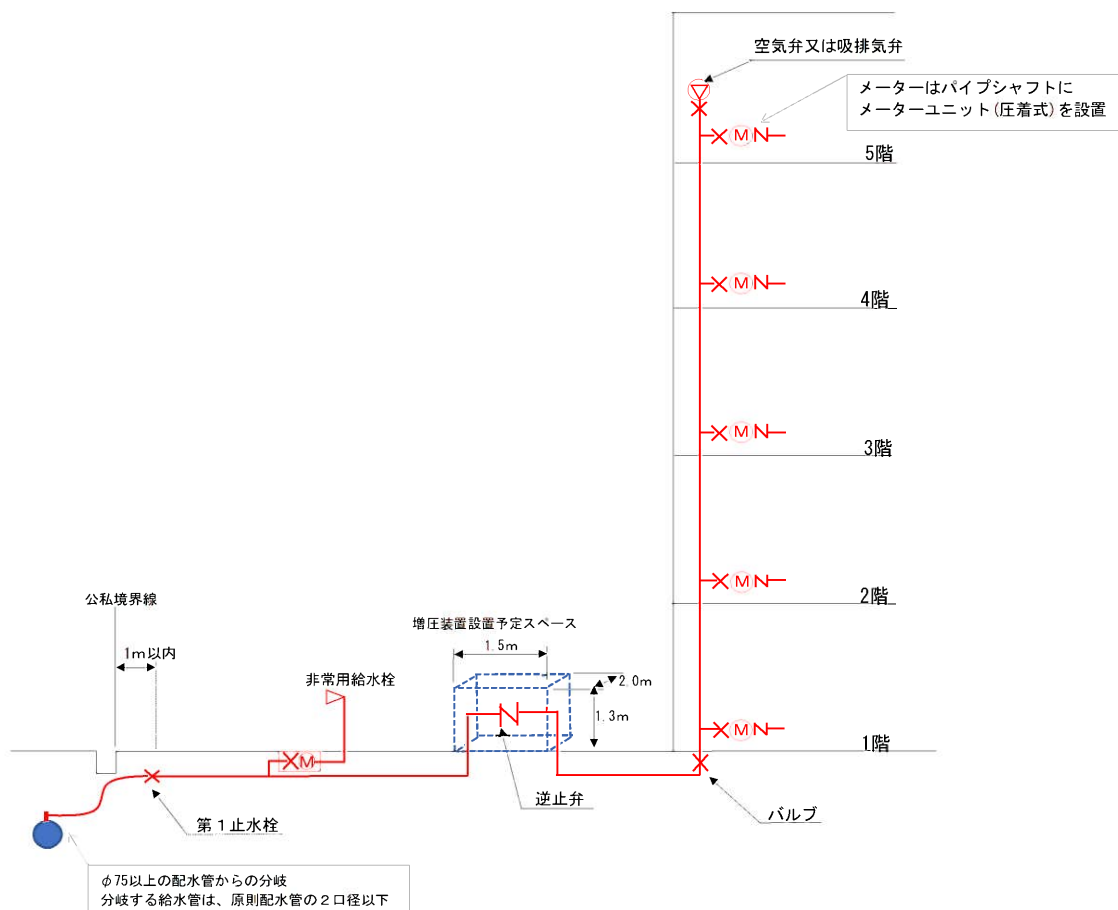 空気弁又は吸排気弁
メーターはパイプシャフトに
メーターユニット(圧着式)を設置
M N
5階
M N
4階
M N
3階
M N
2階
公私境界線
1m以内
増圧装置設置予定スペース
1.5m
2.0m
1.3m
非常用給水栓
M
N
M N
1階
逆止弁
バルブ
第1止水栓
φ75以上の配水管からの分岐
分岐する給水管は、原則配水管の2口径以下